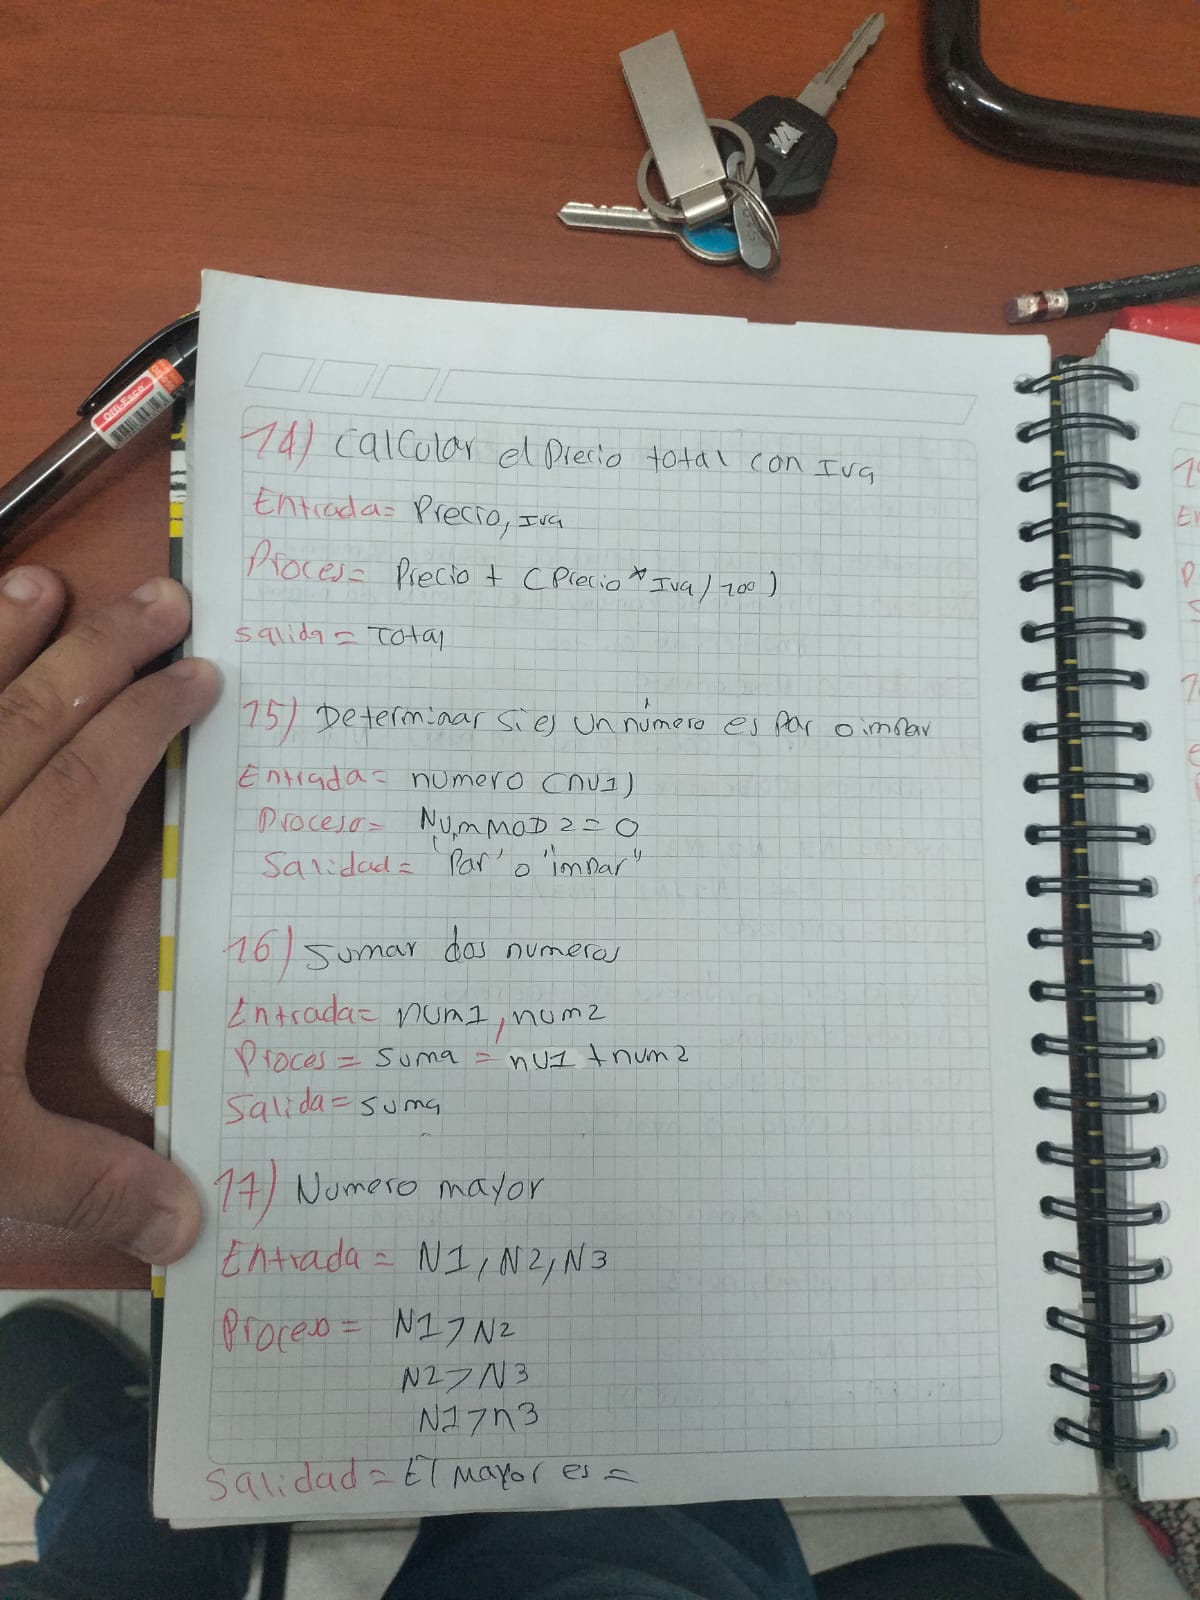 14) Calcular el Precio total con Iva
Entrada= Precio, Iva
Proces= Precio + (Precio * Iva / 100)
Salida = Total
15) Determinar si es un número es Par o impar
Entrada= numero (nu1)
Proceso= Num MOD 2 = 0
Salidad= "Par" o "impar"
16) Sumar dos numeros
Entrada= num1, num2
Proces = Suma = nu1 + num2
Salida= suma
17) Numero mayor
Entrada = N1, N2, N3
Proceso = N1 > N2
N2 > N3
N1 > n3
Salidad = El Mayor es =
Offi-Esco